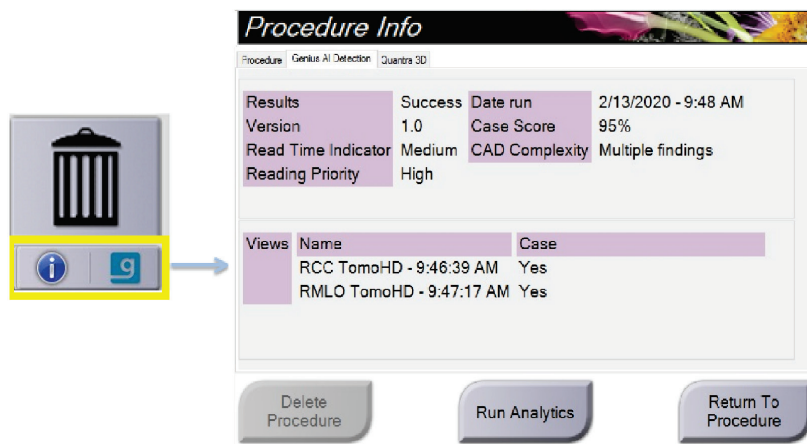 Procedure Info
Procedure Genius AI Detection Quantra 3D
Results Success Date run 2/13/2020 - 9:48 AM
Version 1.0 Case Score 95%
Read Time Indicator Medium CAD Complexity Multiple findings
Reading Priority High
i g
Views Name Case
RCC TomoHD - 9:46:39 AM Yes
RMLO TomoHD - 9:47:17 AM Yes
Delete Procedure
Run Analytics
Return To Procedure